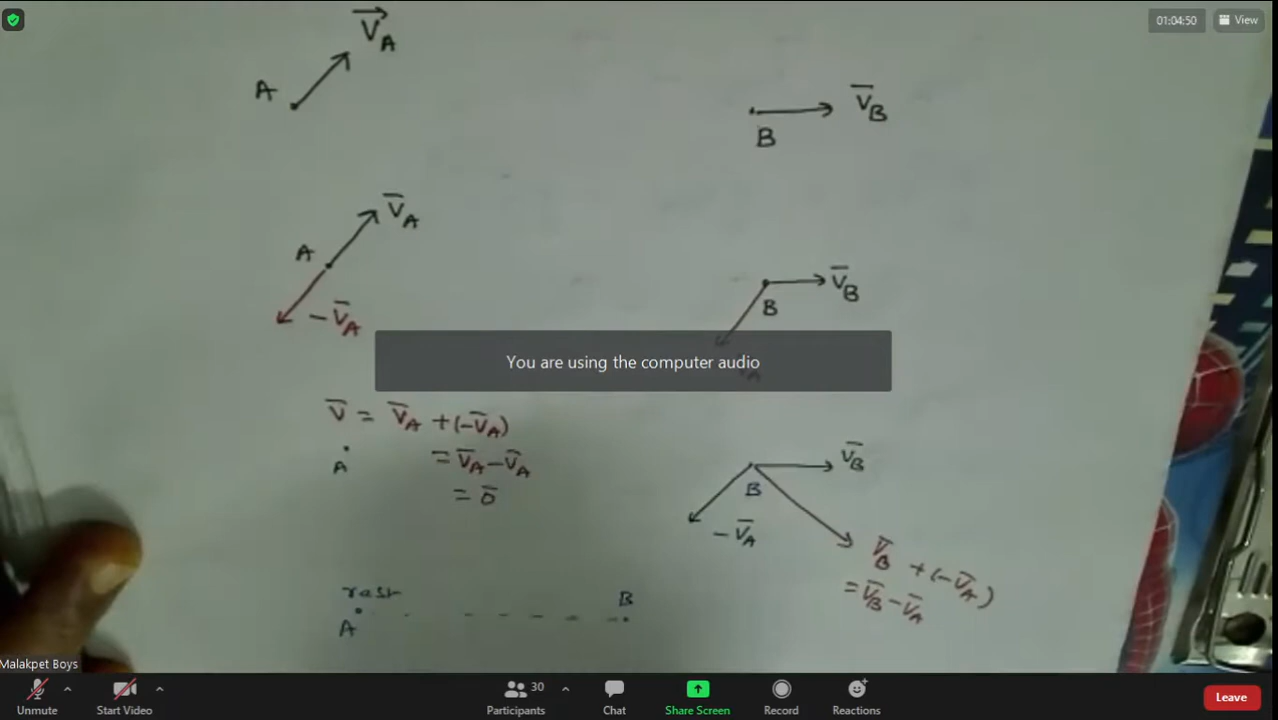 01:04:50 View
V⃗A
A
V̅B
B
V̅A
A
-V̅A
V̅B
B
You are using the computer audio
V̅ = V̅A + (-V̅A)
A
= V̅A - V̅A
= 0̅
V̅B
B
-V̅A
V̅B + (-V̅A)
= V̅B - V̅A
rest
A
B
Malakpet Boys
Unmute
Start Video
30
Participants
Chat
Share Screen
Record
Reactions
Leave